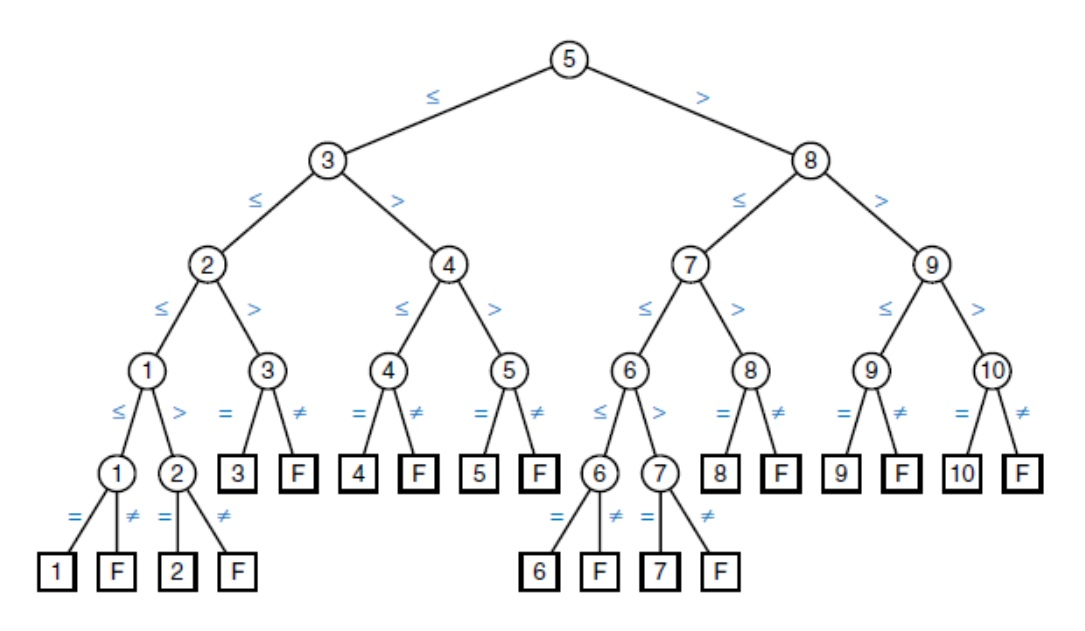 5
≤ >
3 8
≤ > ≤ >
2 4 7 9
≤ > ≤ > ≤ > ≤ >
1 3 4 5 6 8 9 10
≤ > = ≠ = ≠ = ≠ ≤ > = ≠ = ≠ = ≠
1 2 3 F 4 F 5 F 6 7 8 F 9 F 10 F
= ≠ = ≠ = ≠ = ≠
1 F 2 F 6 F 7 F